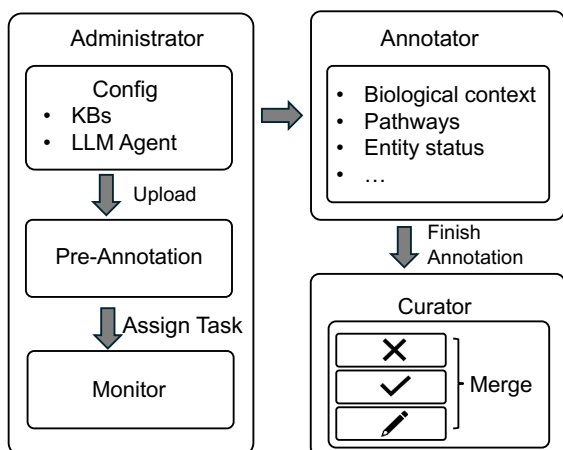 Administrator
Config
• KBs
• LLM Agent
Upload
Pre-Annotation
Assign Task
Monitor
Annotator
• Biological context
• Pathways
• Entity status
• ...
Finish
Annotation
Curator
Merge